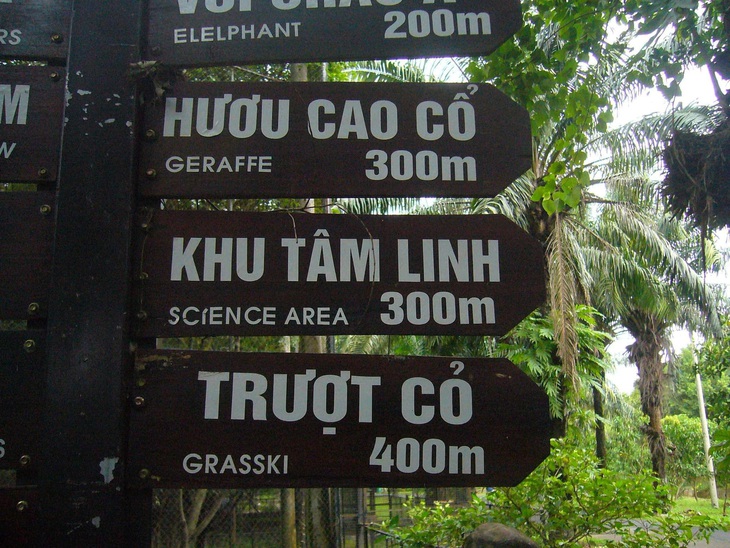 ELELPHANT 200m
HƯƠU CAO CỔ
GERAFFE 300m
KHU TÂM LINH
SCIENCE AREA 300m
TRƯỢT CỎ
GRASSKI 400m